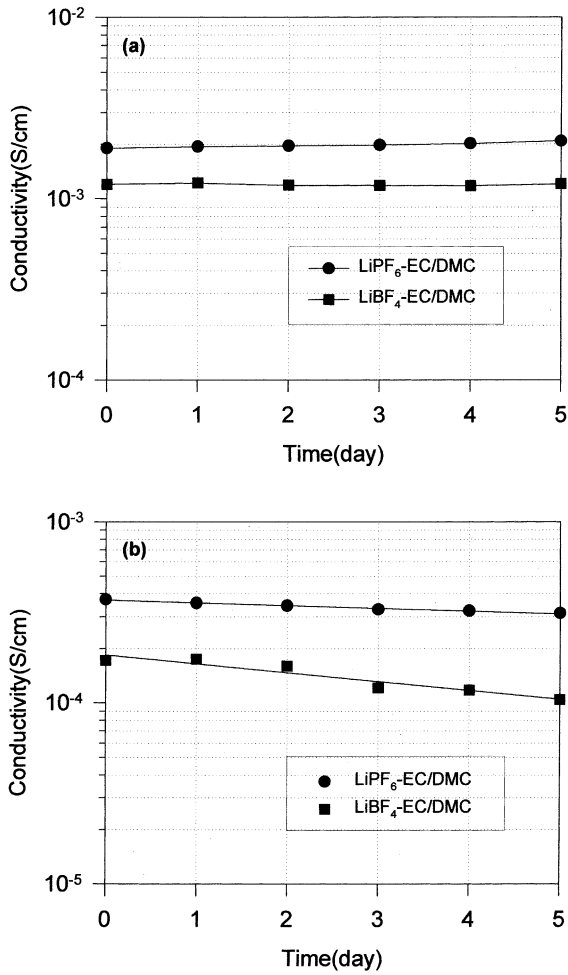 10⁻²
(a)
Conductivity(S/cm)
10⁻³
LiPF₆-EC/DMC
LiBF₄-EC/DMC
10⁻⁴
0 1 2 3 4 5
Time(day)
10⁻³
(b)
Conductivity(S/cm)
10⁻⁴
LiPF₆-EC/DMC
LiBF₄-EC/DMC
10⁻⁵
0 1 2 3 4 5
Time(day)